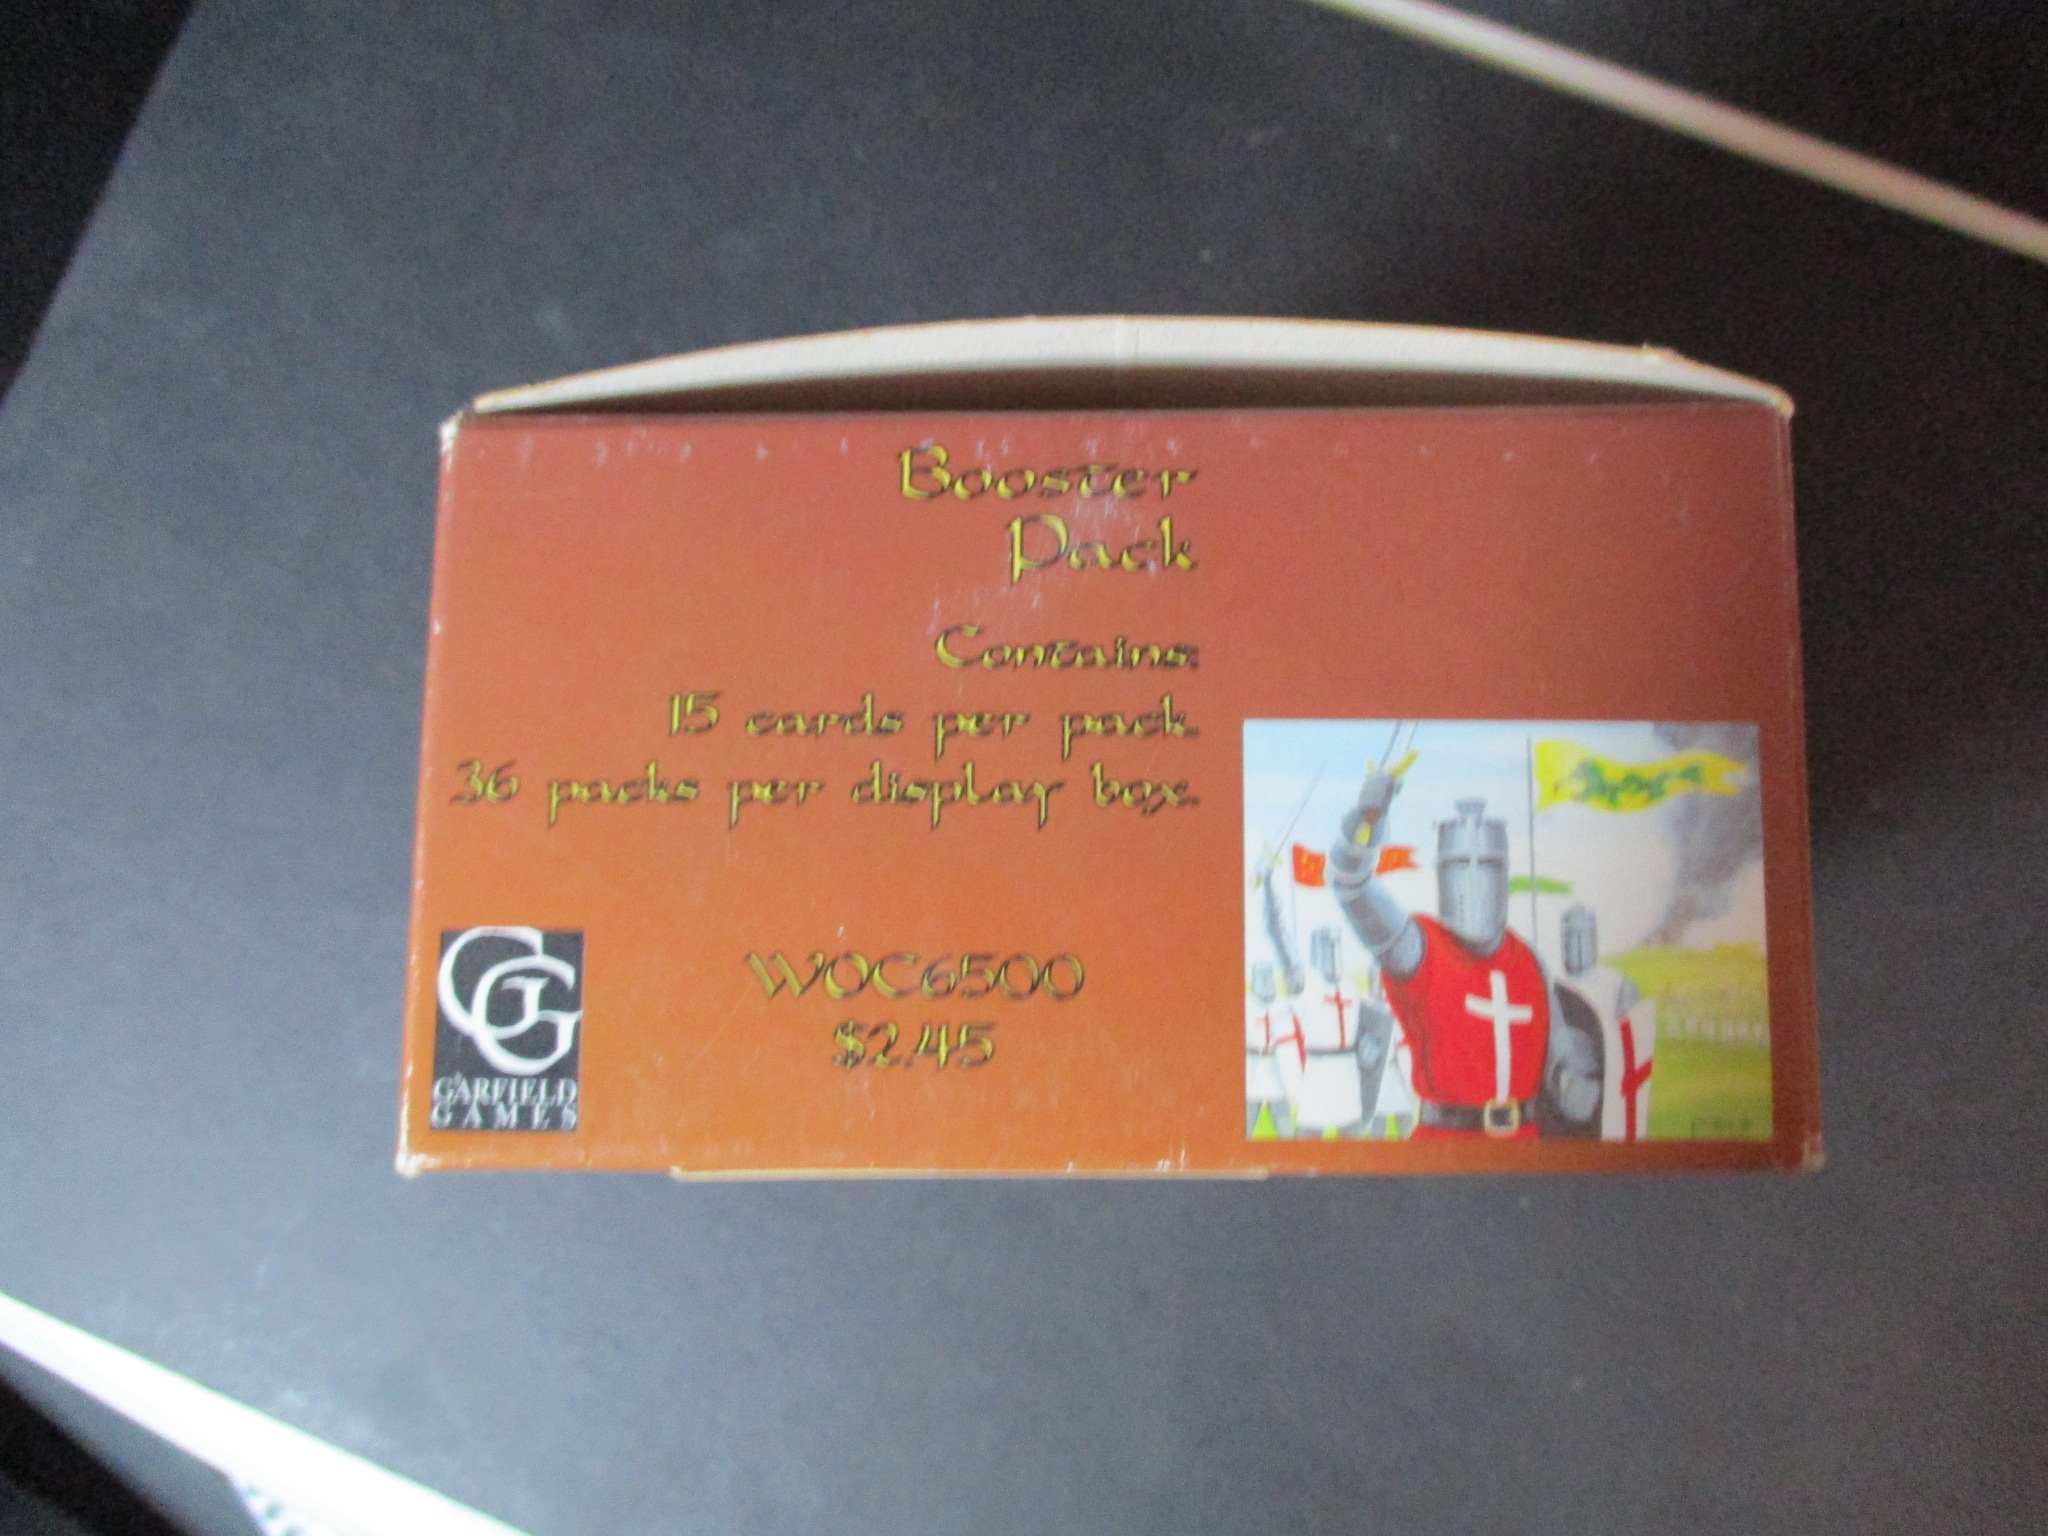 Booster
Pack
Contains:
15 cards per pack.
36 packs per display box.
WOC6500
$2.45
GG
GARFIELD
GAMES